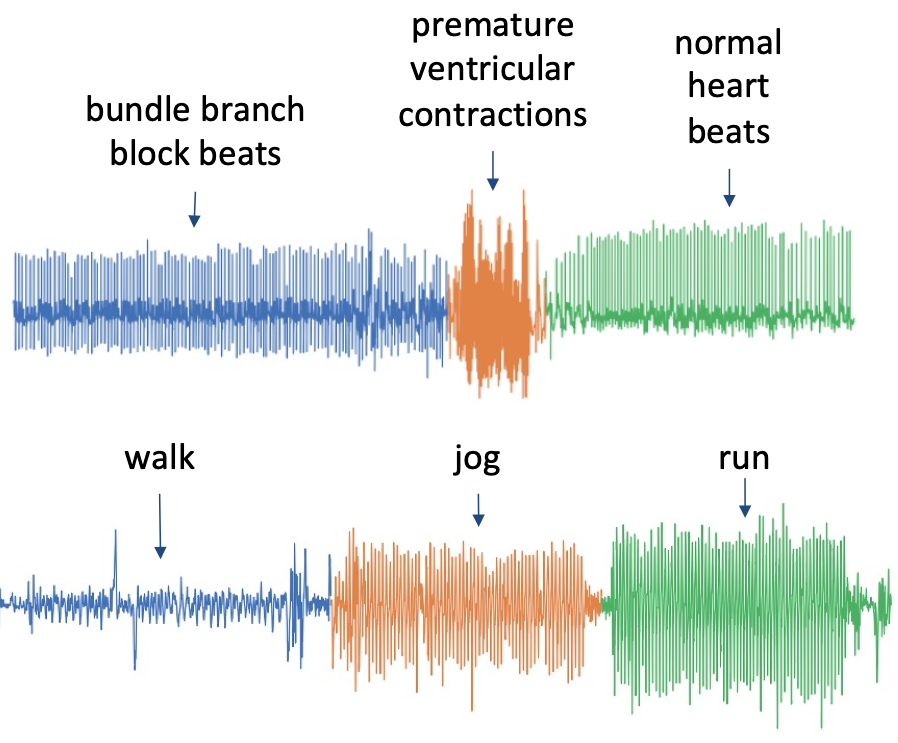 bundle branch
block beats
premature
ventricular
contractions
normal
heart
beats
walk
jog
run